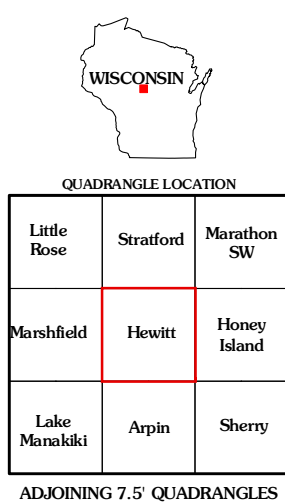 WISCONSIN
QUADRANGLE LOCATION
Little
Rose
Stratford
Marathon
SW
Marshfield
Hewitt
Honey
Island
Lake
Manakiki
Arpin
Sherry
ADJOINING 7.5' QUADRANGLES